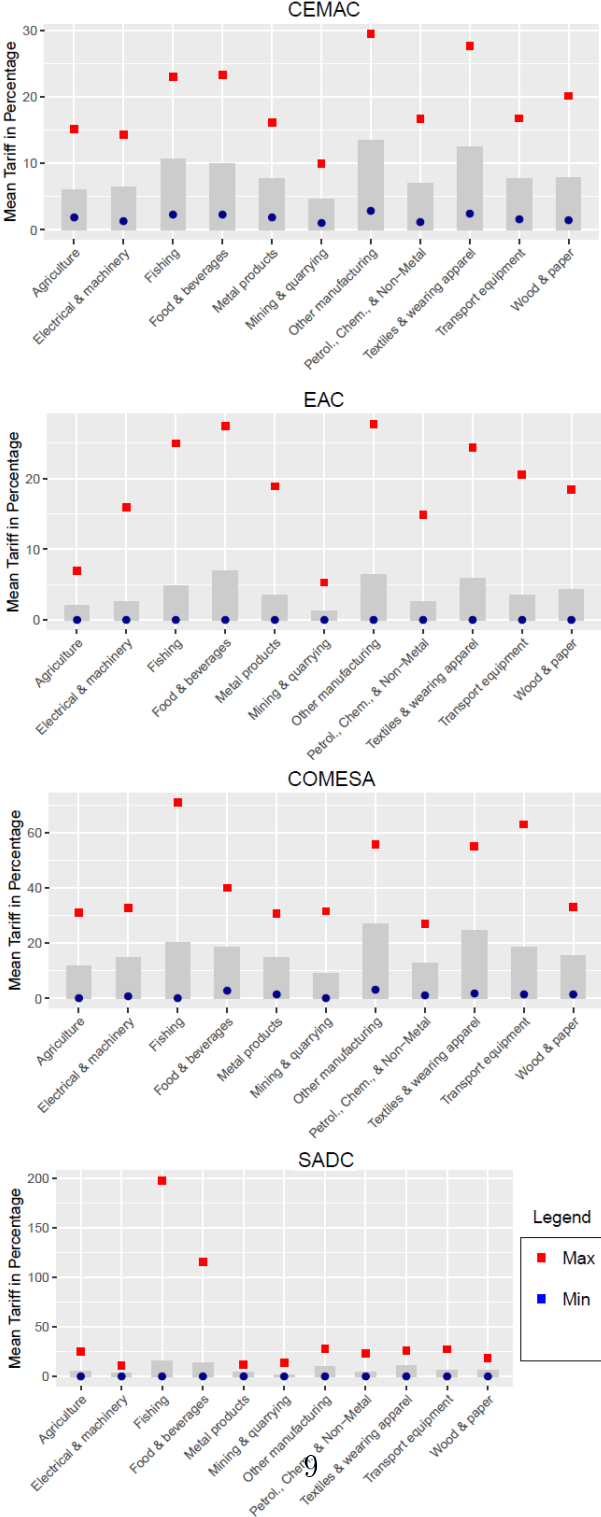 CEMAC
Mean Tariff in Percentage
30
20
10
0
Agriculture
Electrical & machinery
Fishing
Food & beverages
Metal products
Mining & quarrying
Other manufacturing
Petrol., Chem., & Non-Metal
Textiles & wearing apparel
Transport equipment
Wood & paper
EAC
Mean Tariff in Percentage
20
10
0
Agriculture
Electrical & machinery
Fishing
Food & beverages
Metal products
Mining & quarrying
Other manufacturing
Petrol., Chem., & Non-Metal
Textiles & wearing apparel
Transport equipment
Wood & paper
COMESA
Mean Tariff in Percentage
60
40
20
0
Agriculture
Electrical & machinery
Fishing
Food & beverages
Metal products
Mining & quarrying
Other manufacturing
Petrol., Chem., & Non-Metal
Textiles & wearing apparel
Transport equipment
Wood & paper
SADC
Mean Tariff in Percentage
200
150
100
50
0
Agriculture
Electrical & machinery
Fishing
Food & beverages
Metal products
Mining & quarrying
Other manufacturing
Petrol., Chem., & Non-Metal
Textiles & wearing apparel
Transport equipment
Wood & paper
Legend
Max
Min
9